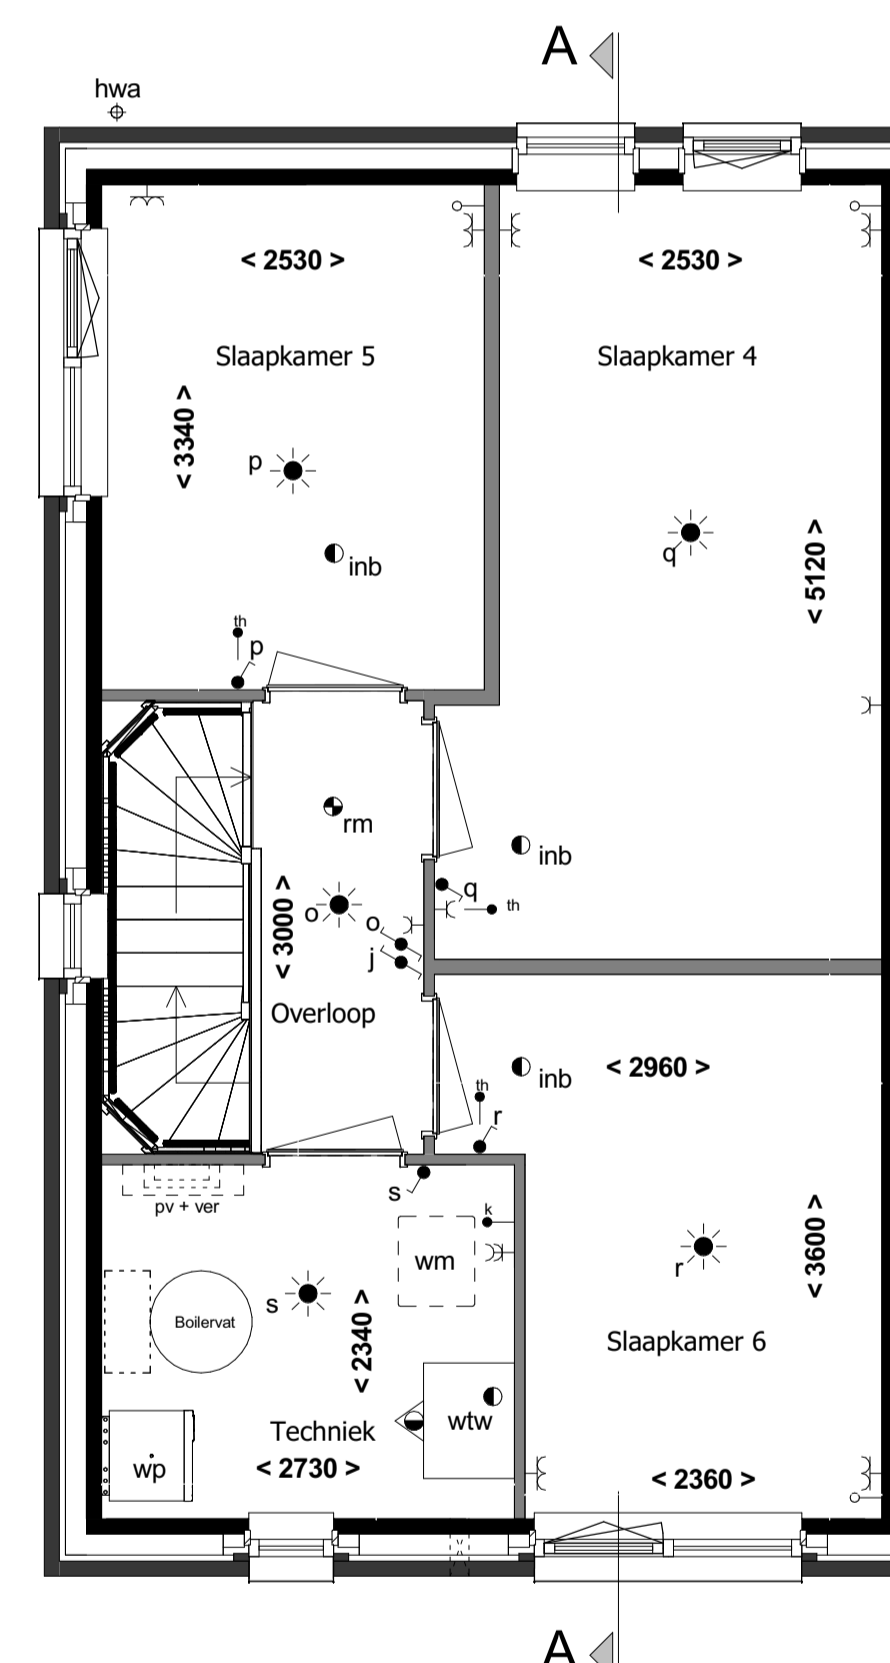 A
hwa
< 2530 >
< 2530 >
Slaapkamer 5
Slaapkamer 4
< 3340 >
p
q
< 5120 >
inb
th
p
rm
inb
q
th
o
o
j
< 3000 >
Overloop
inb
< 2960 >
th
r
s
pv + ver
k
wm
< 3600 >
r
s
Boilervat
< 2340 >
Slaapkamer 6
Techniek
wtw
wp
< 2730 >
< 2360 >
A